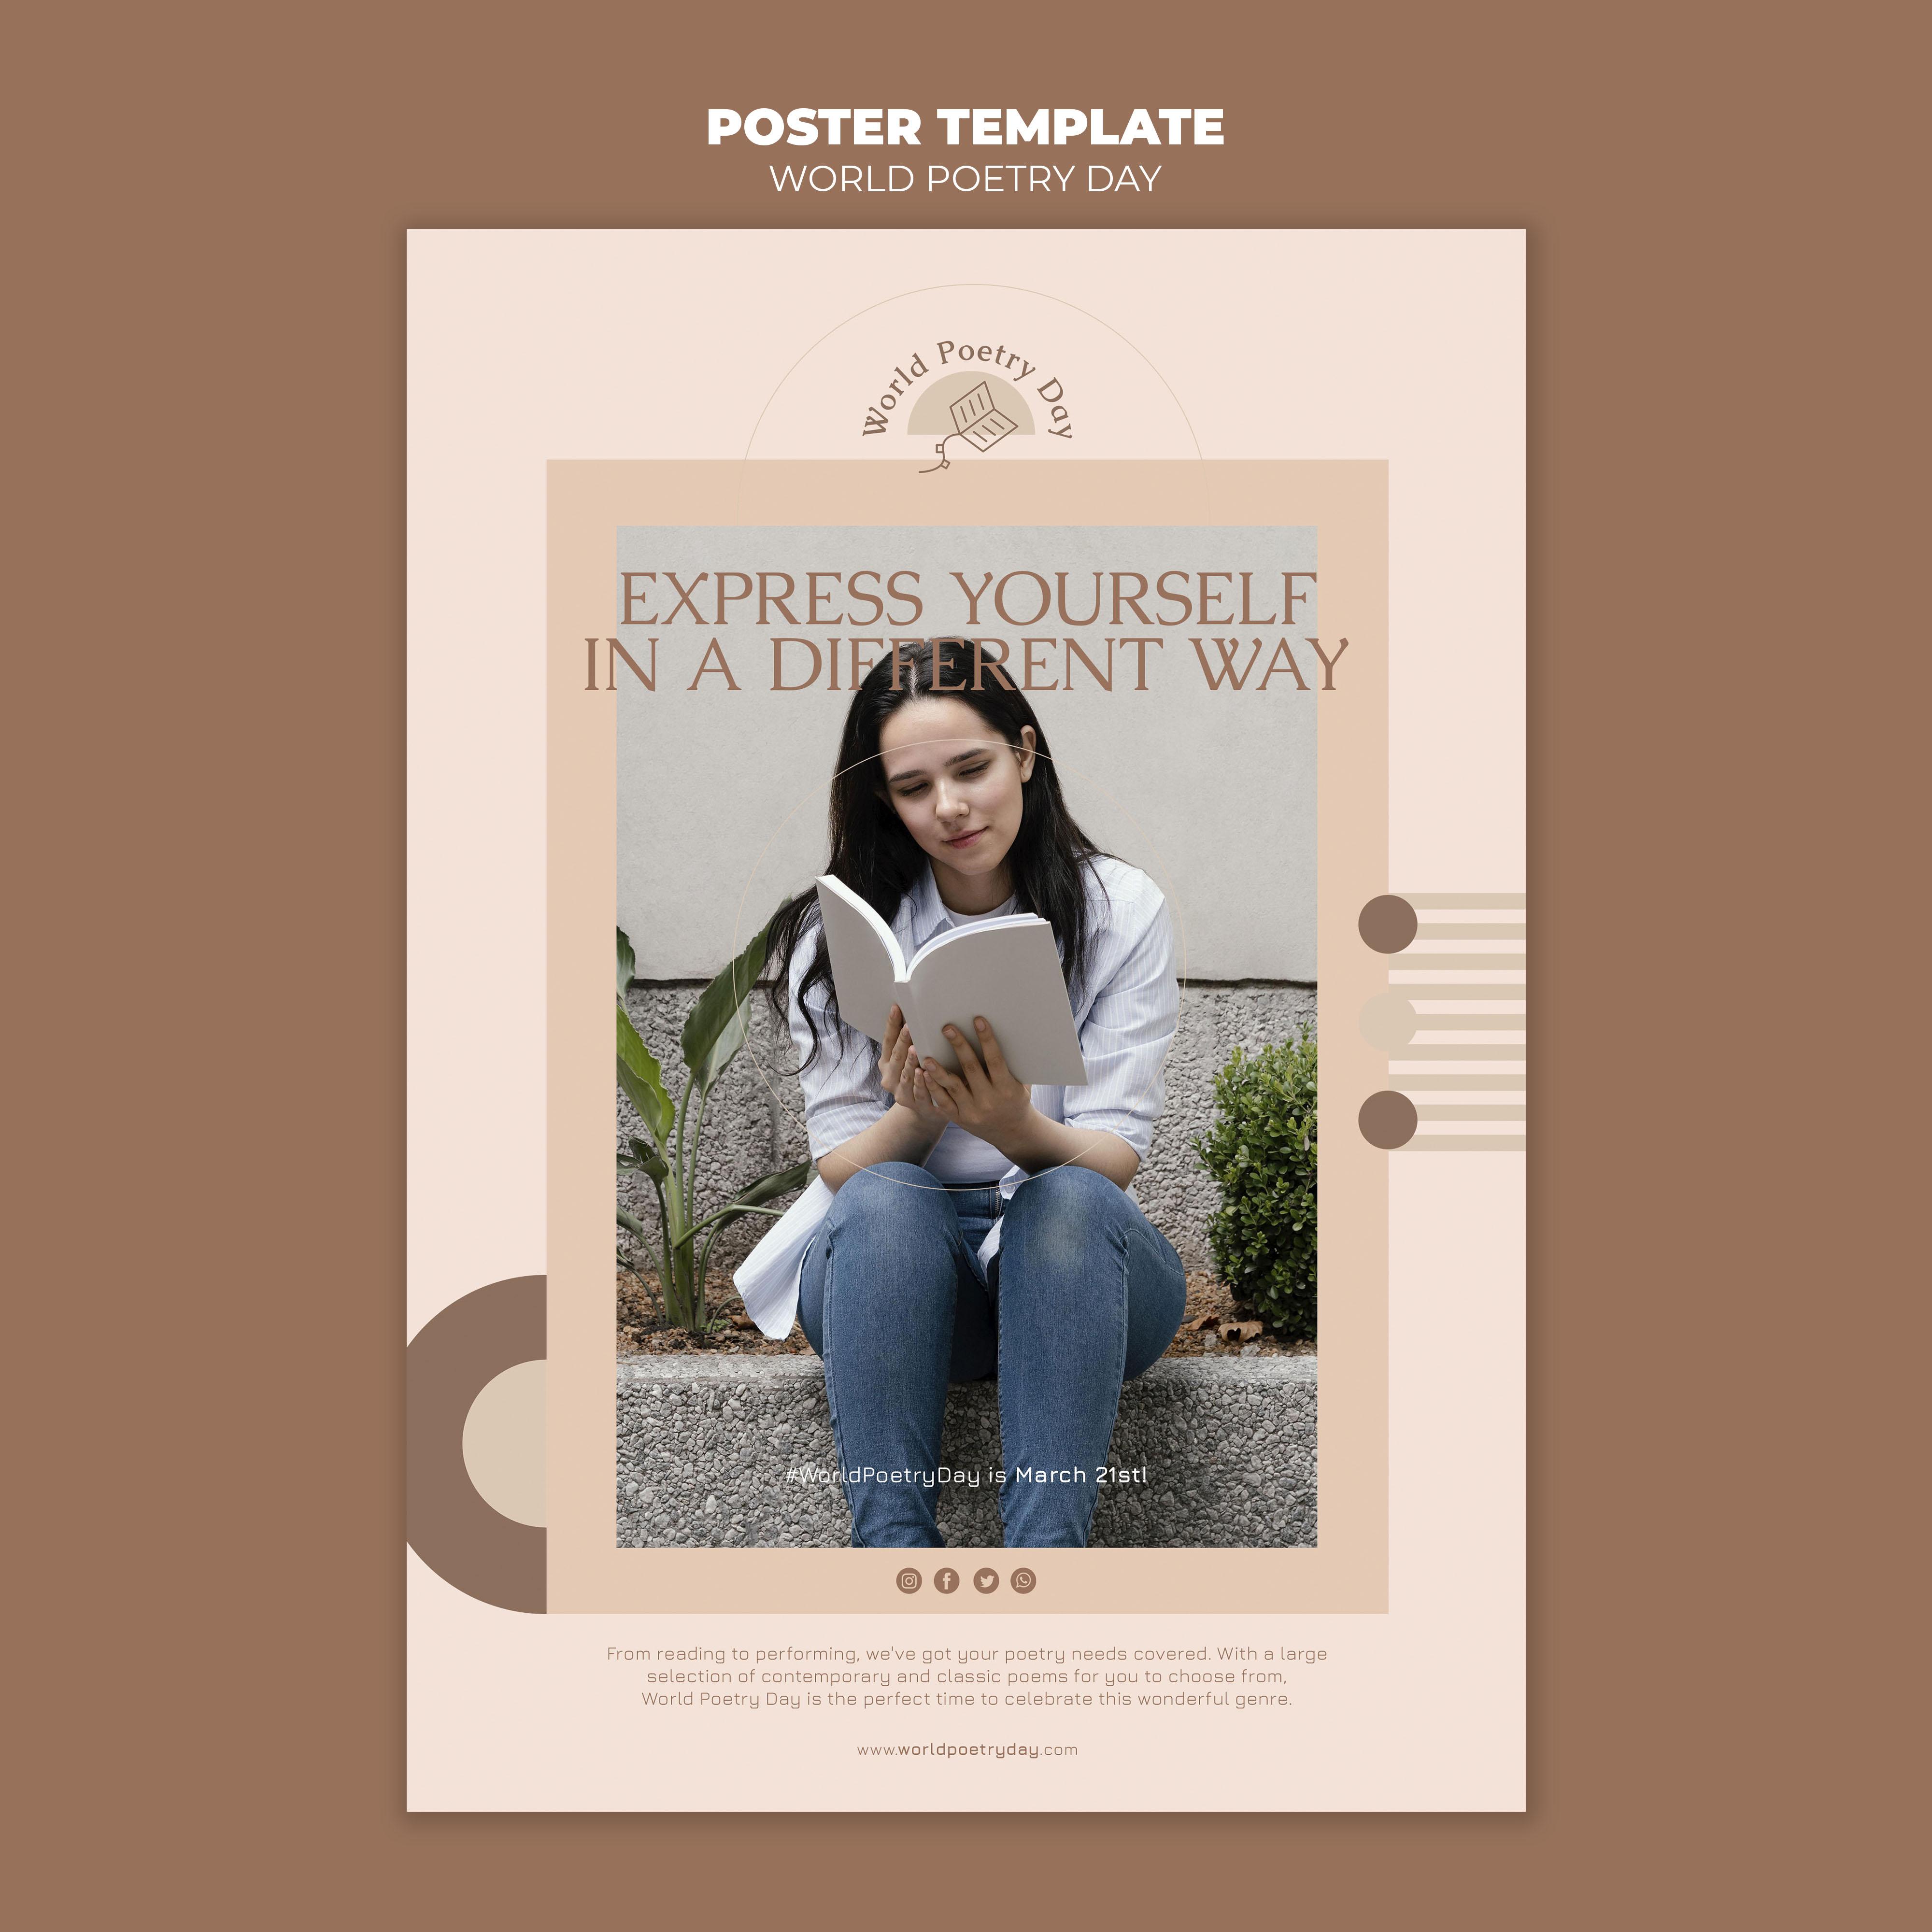 POSTER TEMPLATE
WORLD POETRY DAY
World Poetry Day
EXPRESS YOURSELF
IN A DIFFERENT WAY
#WorldPoetryDay is March 21st!
From reading to performing, we've got your poetry needs covered. With a large
selection of contemporary and classic poems for you to choose from,
World Poetry Day is the perfect time to celebrate this wonderful genre.
www.worldpoetryday.com